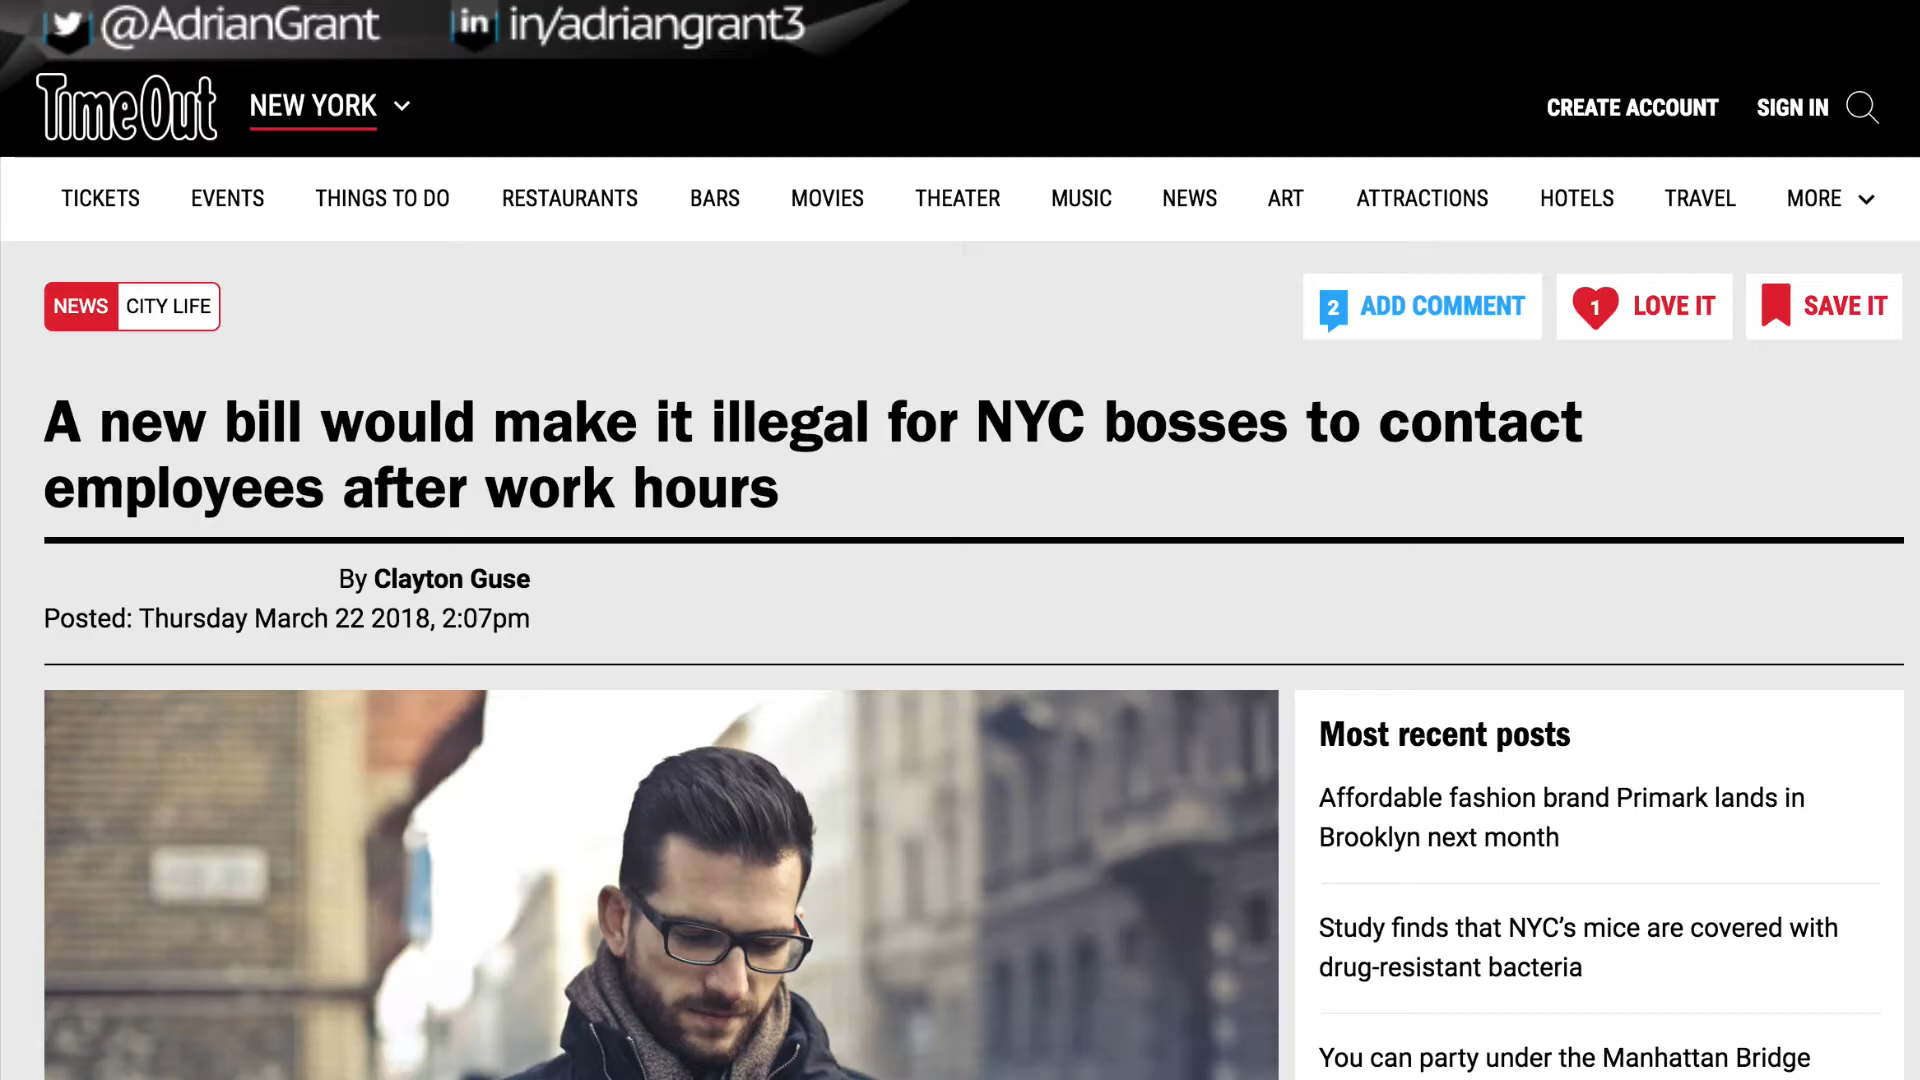 @AdrianGrant in in/adriangrant3
TimeOut NEW YORK CREATE ACCOUNT SIGN IN
TICKETS EVENTS THINGS TO DO RESTAURANTS BARS MOVIES THEATER MUSIC NEWS ART ATTRACTIONS HOTELS TRAVEL MORE
NEWS CITY LIFE 2 ADD COMMENT 1 LOVE IT SAVE IT
A new bill would make it illegal for NYC bosses to contact
employees after work hours
By Clayton Guse
Posted: Thursday March 22 2018, 2:07pm
Most recent posts
Affordable fashion brand Primark lands in
Brooklyn next month
Study finds that NYC’s mice are covered with
drug-resistant bacteria
You can party under the Manhattan Bridge